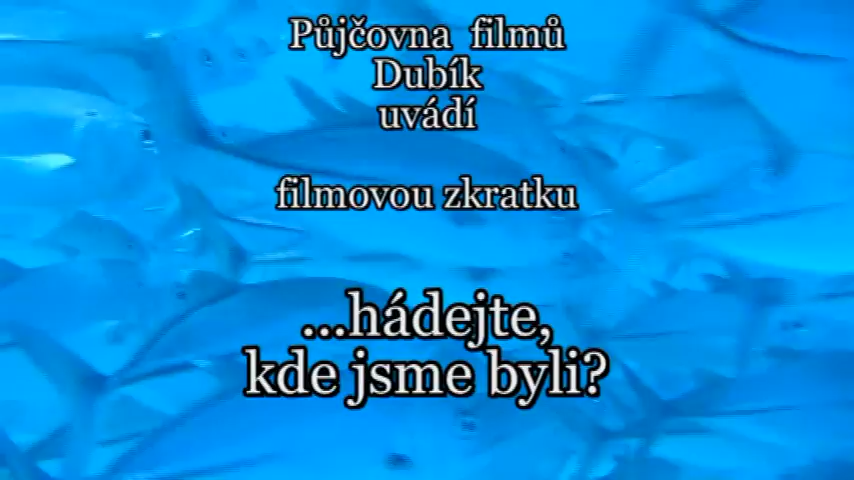 Půjčovna filmů
Dubík
uvádí
filmovou zkratku
...hádejte,
kde jsme byli?